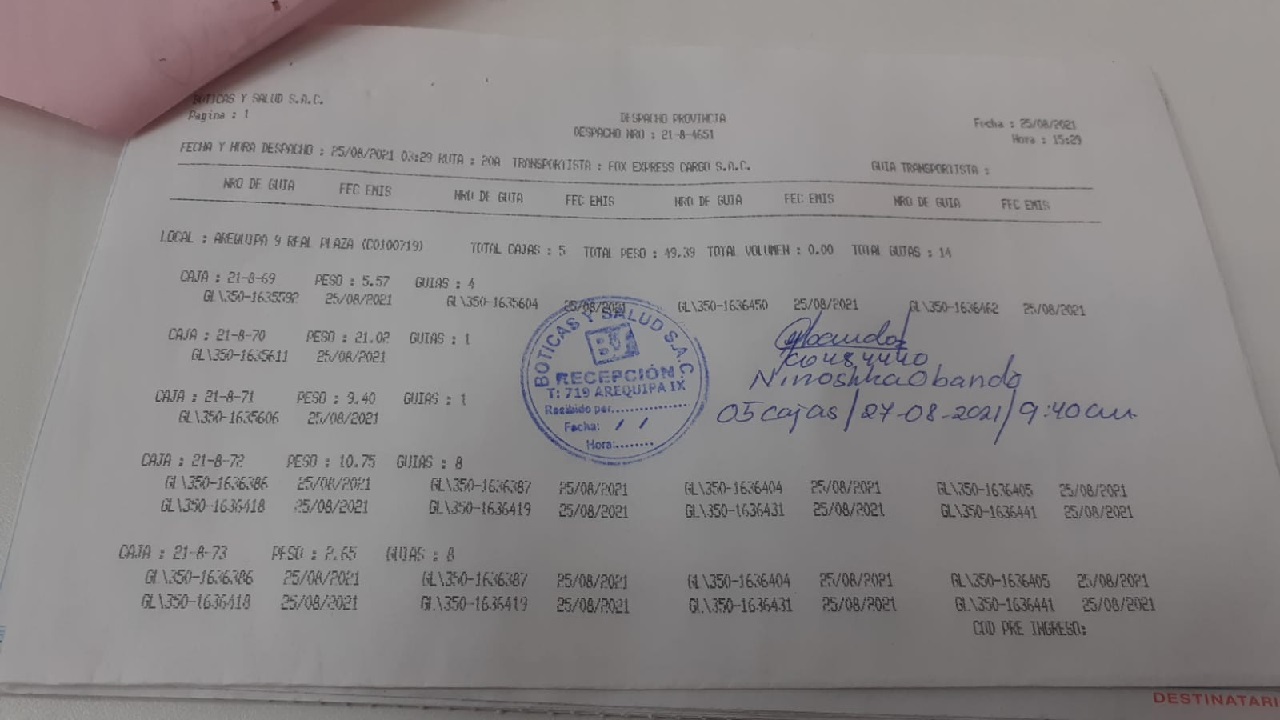 BOTICAS Y SALUD S.A.C.
Pagina : 1
DESPACHO PROVINCIA
DESPACHO NRO : 21-8-4651
Fecha : 25/08/2021
Hora : 15:29
FECHA Y HORA DESPACHO : 25/08/2021 03:29 RUTA : 20A TRANSPORTISTA : FOX EXPRESS CARGO S.A.C. GUIA TRANSPORTISTA :
NRO DE GUIA FEC EMIS NRO DE GUIA FEC EMIS NRO DE GUIA FEC EMIS NRO DE GUIA FEC EMIS
LOCAL : AREQUIPA 9 REAL PLAZA (C0100719) TOTAL CAJAS : 5 TOTAL PESO : 49.39 TOTAL VOLUMEN : 0.00 TOTAL GUIAS : 14
CAJA : 21-8-69 PESO : 5.57 GUIAS : 4
GL\350-1635592 25/08/2021 GL\350-1635604 25/08/2021 GL\350-1636450 25/08/2021 GL\350-1636462 25/08/2021
CAJA : 21-8-70 PESO : 21.02 GUIAS : 1
GL\350-1635611 25/08/2021
CAJA : 21-8-71 PESO : 9.40 GUIAS : 1
GL\350-1635606 25/08/2021
BOTICAS Y SALUD S.A.C
RECEPCIÓN
T: 719 AREQUIPA IX
Recibido por:..............
Fecha: / /
Hora:........
Ninoshka Obando
05 cajas / 27-08-2021 / 9:40 am
CAJA : 21-8-72 PESO : 10.75 GUIAS : 8
GL\350-1636386 25/08/2021 GL\350-1636387 25/08/2021 GL\350-1636404 25/08/2021 GL\350-1636405 25/08/2021
GL\350-1636418 25/08/2021 GL\350-1636419 25/08/2021 GL\350-1636431 25/08/2021 GL\350-1636441 25/08/2021
CAJA : 21-8-73 PESO : 2.65 GUIAS : 8
GL\350-1636386 25/08/2021 GL\350-1636387 25/08/2021 GL\350-1636404 25/08/2021 GL\350-1636405 25/08/2021
GL\350-1636418 25/08/2021 GL\350-1636419 25/08/2021 GL\350-1636431 25/08/2021 GL\350-1636441 25/08/2021
COD PRE INGRESO:
DESTINATARI